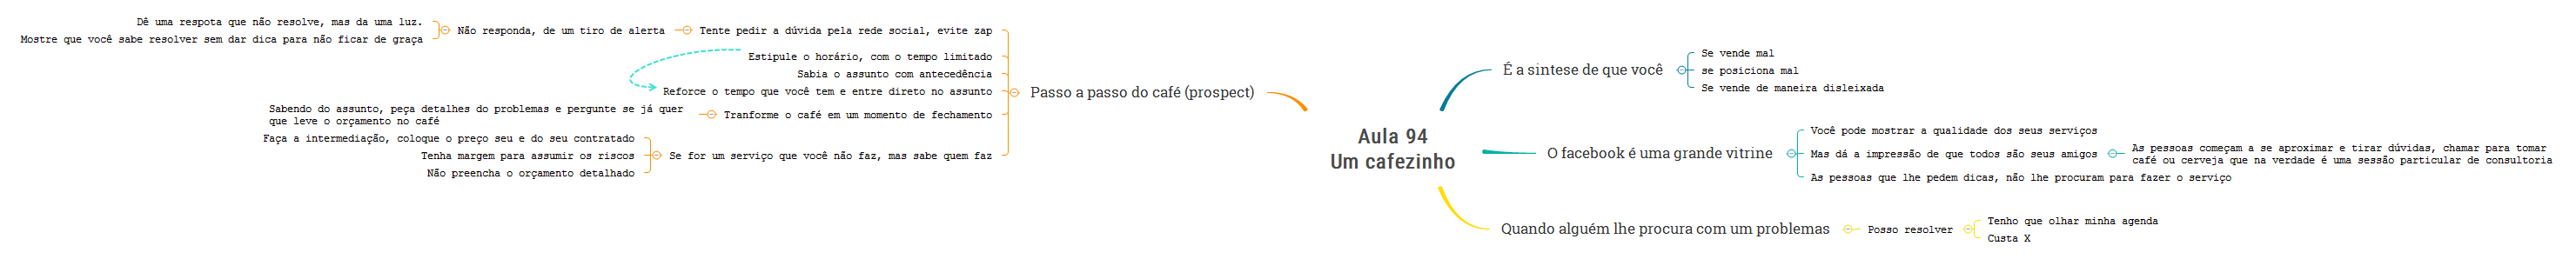 Aula 94
Um cafezinho
É a sintese de que você
Se vende mal
se posiciona mal
Se vende de maneira disleixada
O facebook é uma grande vitrine
Você pode mostrar a qualidade dos seus serviços
Mas dá a impressão de que todos são seus amigos
As pessoas começam a se aproximar e tirar dúvidas, chamar para tomar
café ou cerveja que na verdade é uma sessão particular de consultoria
As pessoas que lhe pedem dicas, não lhe procuram para fazer o serviço
Quando alguém lhe procura com um problemas
Posso resolver
Tenho que olhar minha agenda
Custa X
Passo a passo do café (prospect)
Tente pedir a dúvida pela rede social, evite zap
Não responda, de um tiro de alerta
Dê uma respota que não resolve, mas da uma luz.
Mostre que você sabe resolver sem dar dica para não ficar de graça
Estipule o horário, com o tempo limitado
Sabia o assunto com antecedência
Reforce o tempo que você tem e entre direto no assunto
Tranforme o café em um momento de fechamento
Sabendo do assunto, peça detalhes do problemas e pergunte se já quer
que leve o orçamento no café
Se for um serviço que você não faz, mas sabe quem faz
Faça a intermediação, coloque o preço seu e do seu contratado
Tenha margem para assumir os riscos
Não preencha o orçamento detalhado